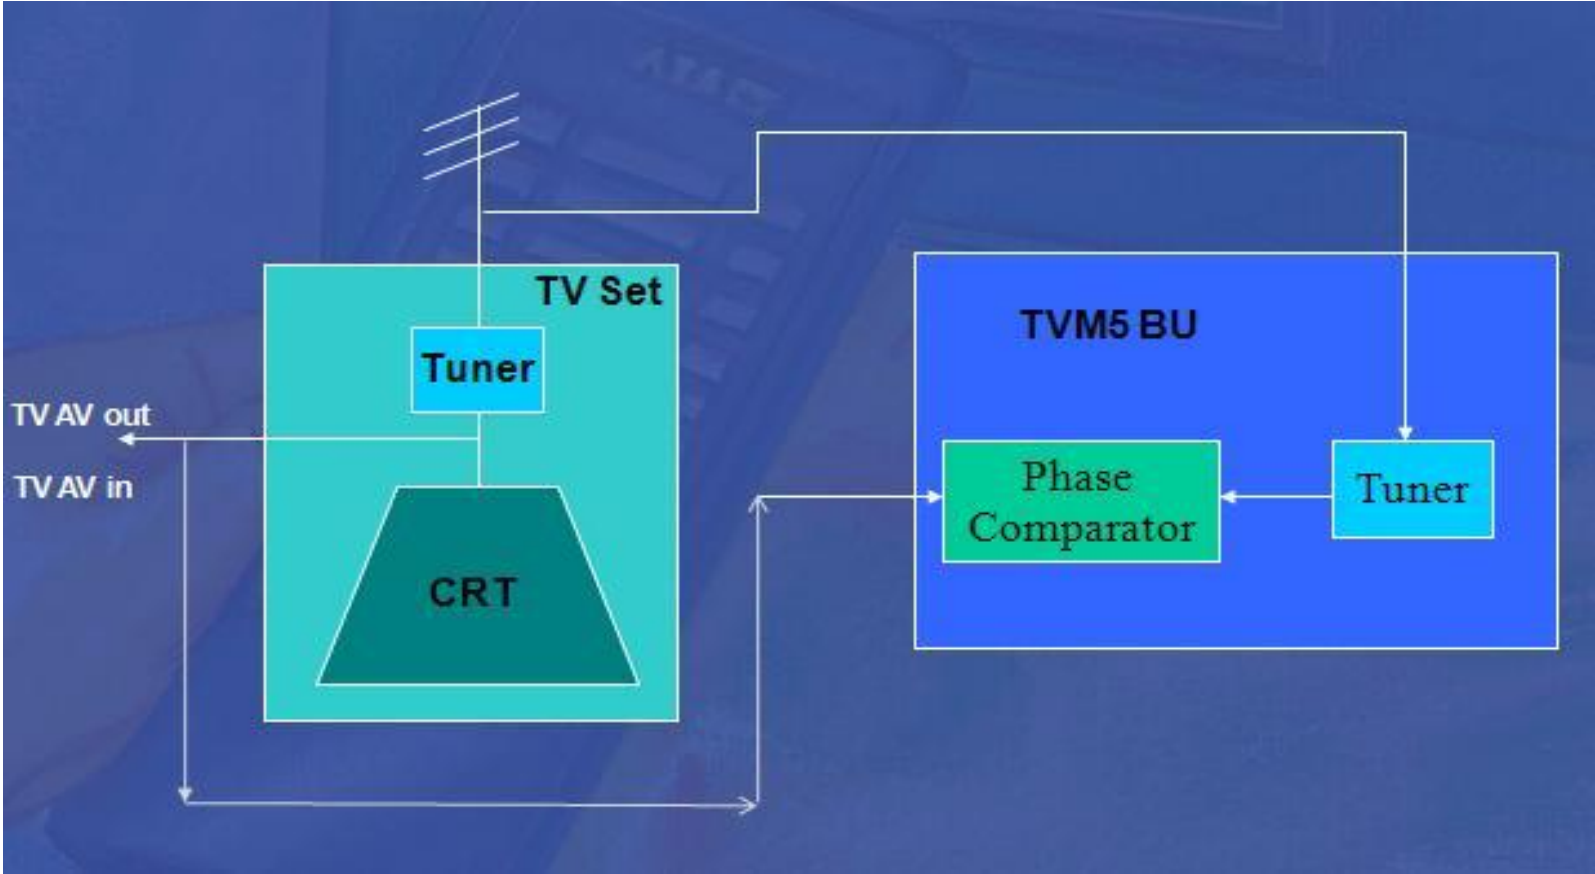 TV Set
Tuner
TVM5 BU
TV AV out
TV AV in
Phase
Comparator
Tuner
CRT